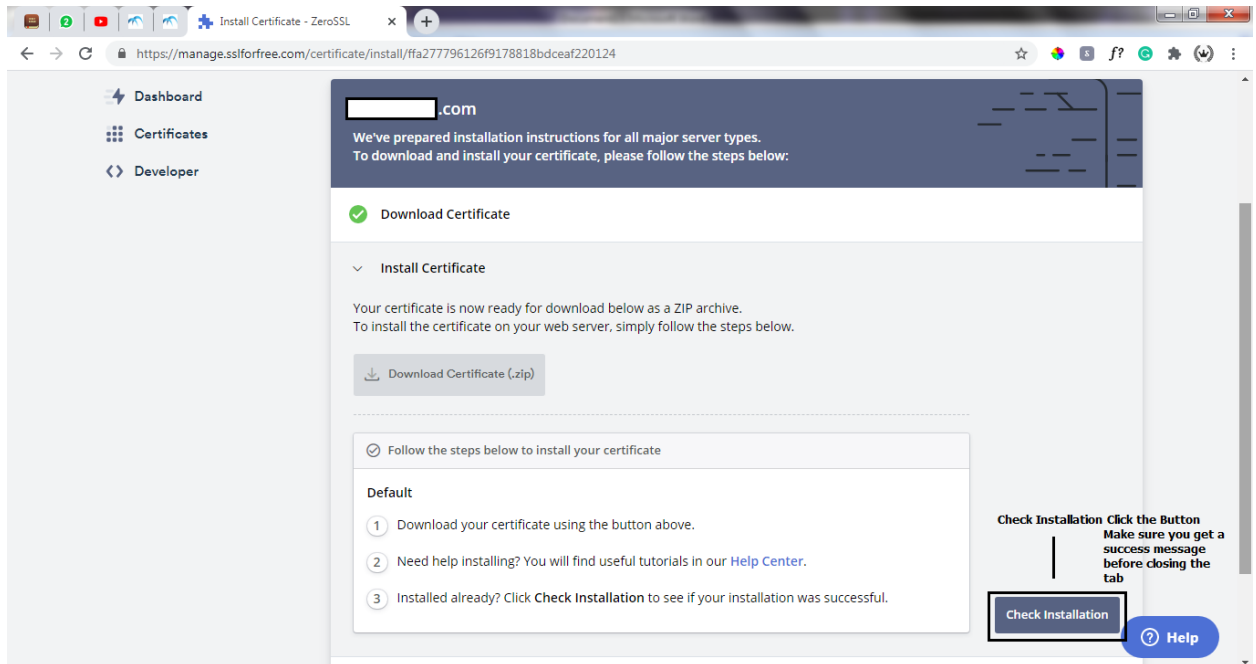 2
Install Certificate - ZeroSSL
https://manage.sslforfree.com/certificate/install/ffa277796126f9178818bdceaf220124
S
f?
G
Dashboard
Certificates
Developer
.com
We've prepared installation instructions for all major server types.
To download and install your certificate, please follow the steps below:
Download Certificate
Install Certificate
Your certificate is now ready for download below as a ZIP archive.
To install the certificate on your web server, simply follow the steps below.
Download Certificate (.zip)
Follow the steps below to install your certificate
Default
1 Download your certificate using the button above.
2 Need help installing? You will find useful tutorials in our Help Center.
3 Installed already? Click Check Installation to see if your installation was successful.
Check Installation Click the Button
Make sure you get a
success message
before closing the
tab
Check Installation
? Help